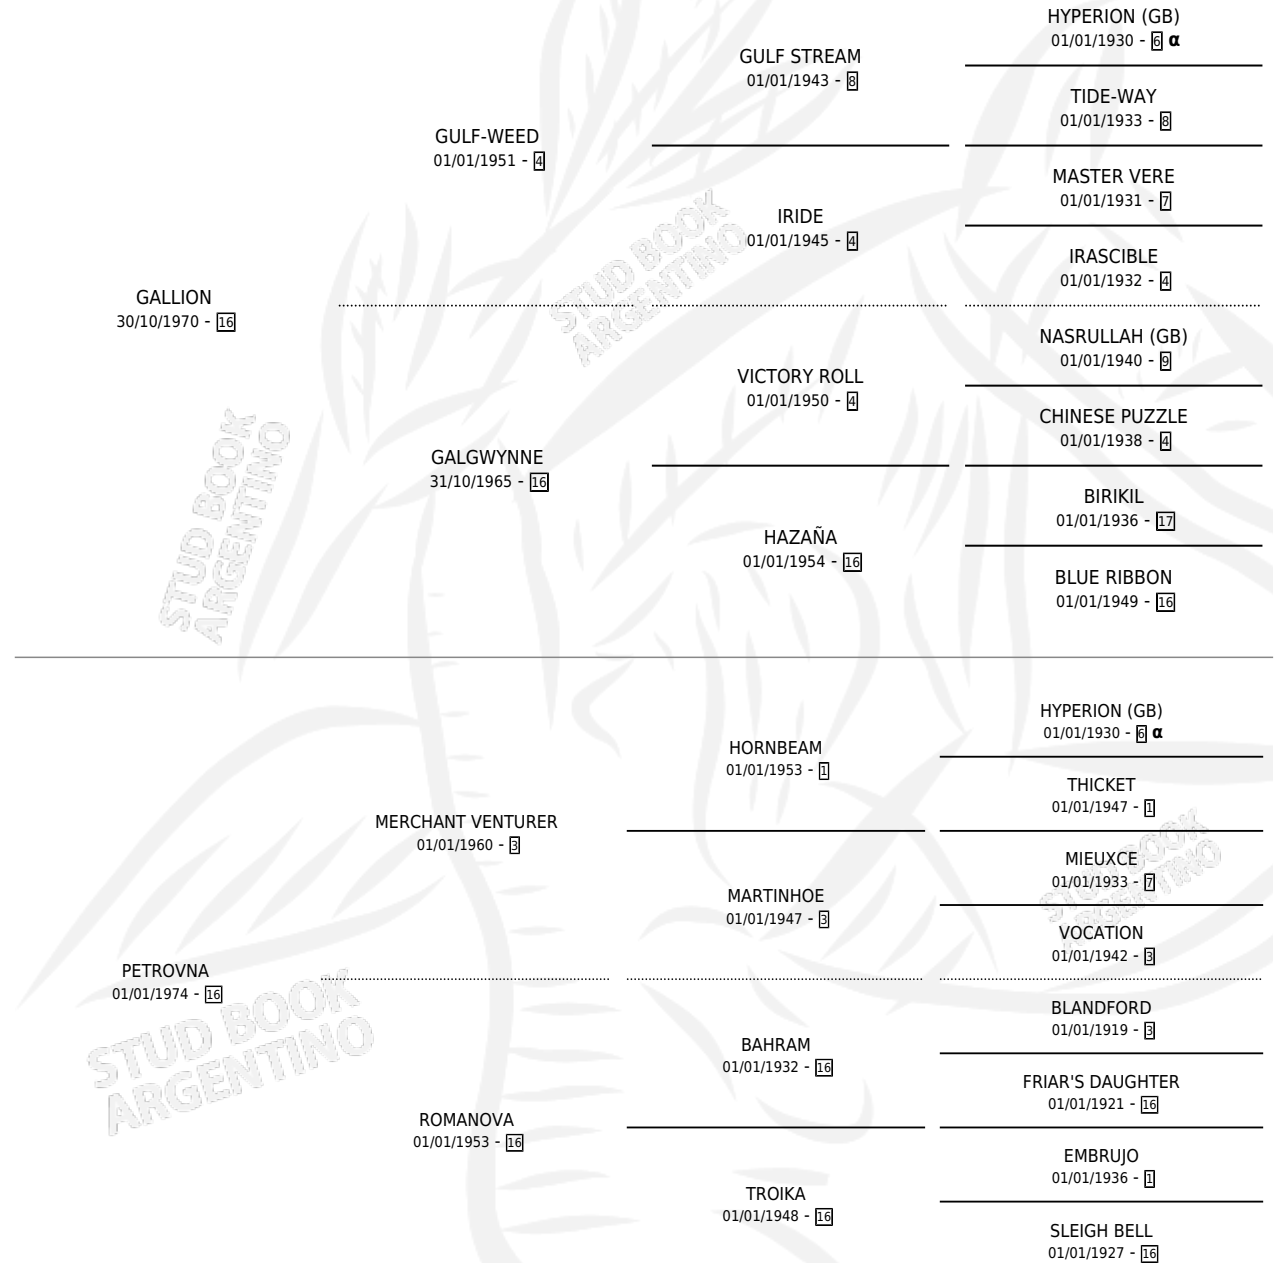 HYPERION (GB)
01/01/1930 - 6 α
GULF STREAM
01/01/1943 - 8
TIDE-WAY
01/01/1933 - 8
GULF-WEED
01/01/1951 - 4
MASTER VERE
01/01/1931 - 7
IRIDE
01/01/1945 - 4
IRASCIBLE
01/01/1932 - 4
GALLION
30/10/1970 - 16
NASRULLAH (GB)
01/01/1940 - 9
VICTORY ROLL
01/01/1950 - 4
CHINESE PUZZLE
01/01/1938 - 4
GALGWYNNE
31/10/1965 - 16
BIRIKIL
01/01/1936 - 17
HAZAÑA
01/01/1954 - 16
BLUE RIBBON
01/01/1949 - 16
STUD BOOK
ARGENTINO
STUD BOOK
ARGENTINO
HYPERION (GB)
01/01/1930 - 6 α
HORNBEAM
01/01/1953 - 1
THICKET
01/01/1947 - 1
MERCHANT VENTURER
01/01/1960 - 3
MIEUXCE
01/01/1933 - 7
MARTINHOE
01/01/1947 - 3
VOCATION
01/01/1942 - 3
PETROVNA
01/01/1974 - 16
BLANDFORD
01/01/1919 - 3
BAHRAM
01/01/1932 - 16
FRIAR'S DAUGHTER
01/01/1921 - 16
ROMANOVA
01/01/1953 - 16
EMBRUJO
01/01/1936 - 1
TROIKA
01/01/1948 - 16
SLEIGH BELL
01/01/1927 - 16
STUD BOOK
ARGENTINO
STUD BOOK
ARGENTINO